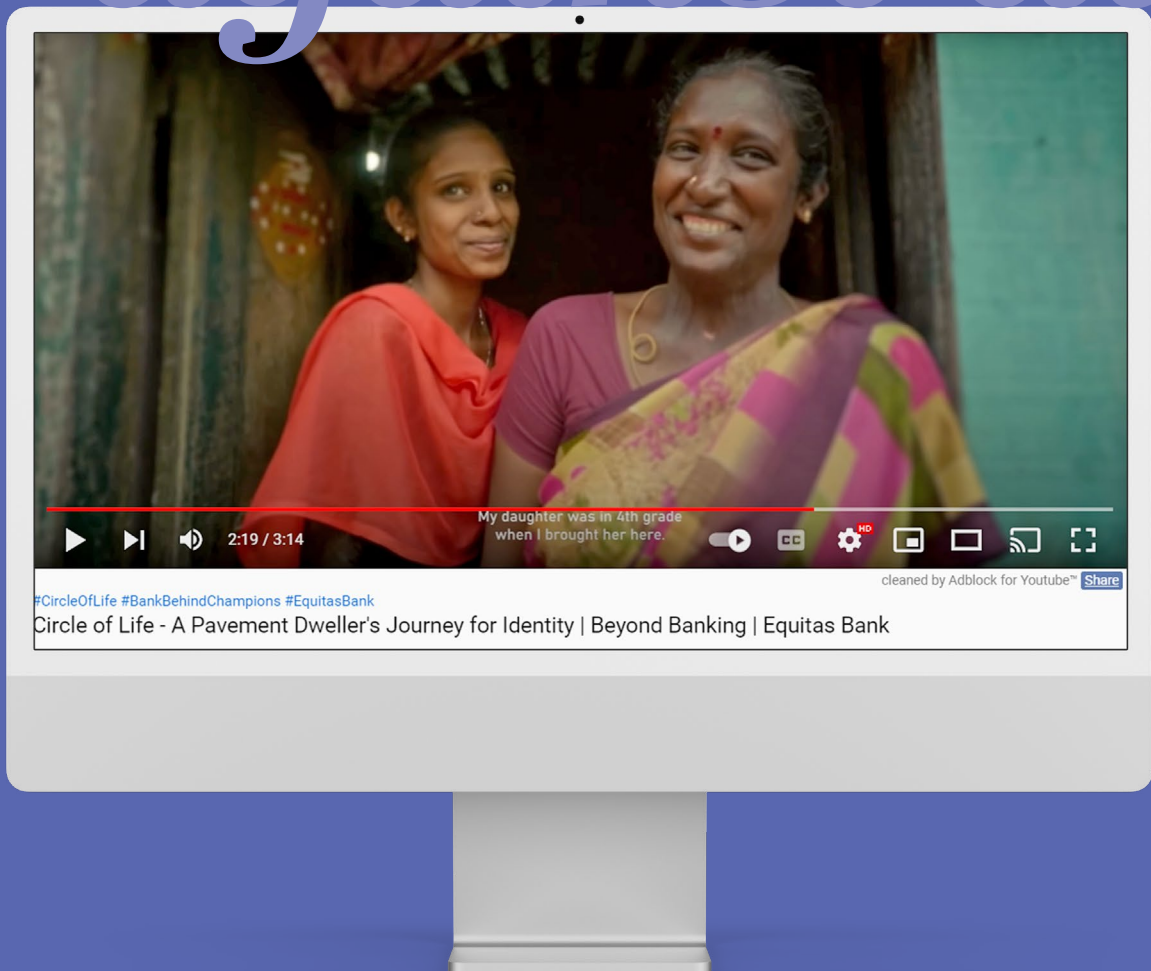 My daughter was in 4th grade
when I brought her here.
2:19 / 3:14
CC
HD
cleaned by Adblock for Youtube™ Share
#CircleOfLife #BankBehindChampions #EquitasBank
Circle of Life - A Pavement Dweller's Journey for Identity | Beyond Banking | Equitas Bank